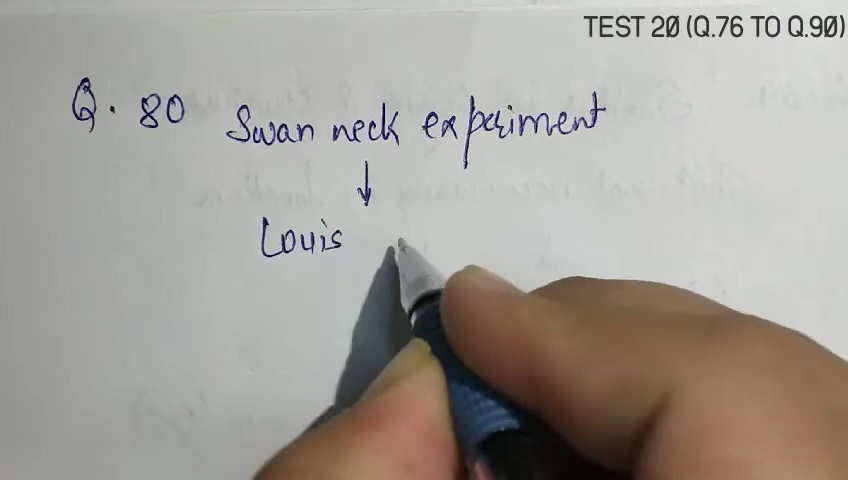 TEST 20 (Q.76 TO Q.90)
Q. 80 Swan neck experiment
↓
Louis